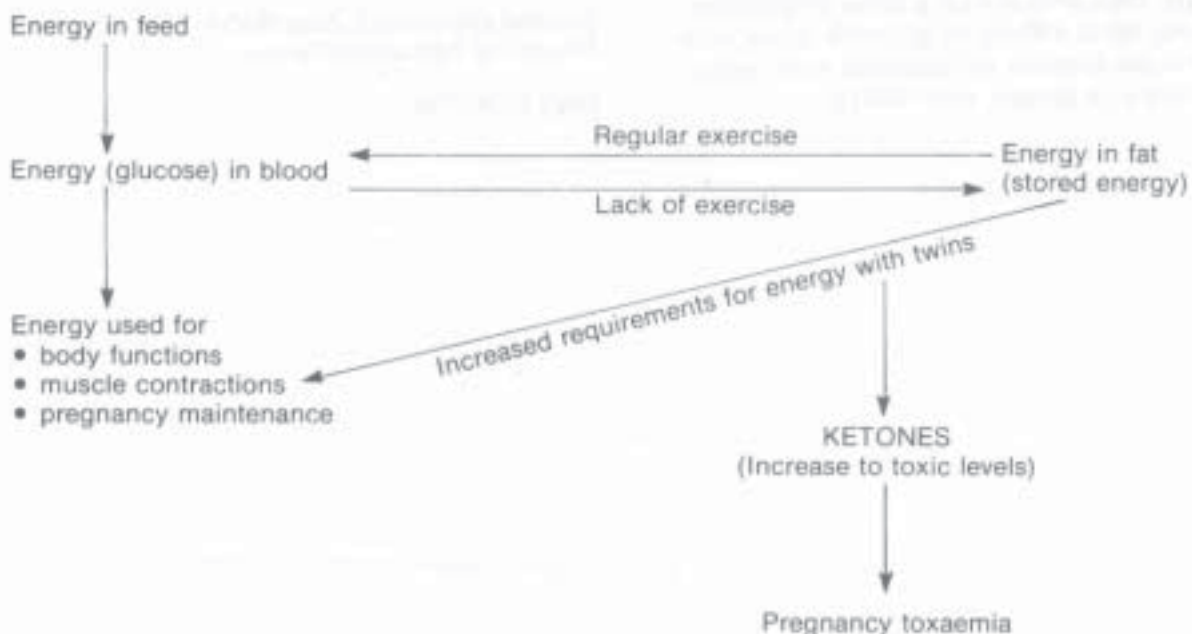 Energy in feed
Regular exercise
Energy (glucose) in blood
Energy in fat
(stored energy)
Lack of exercise
Increased requirements for energy with twins
Energy used for
• body functions
• muscle contractions
• pregnancy maintenance
KETONES
(Increase to toxic levels)
Pregnancy toxaemia